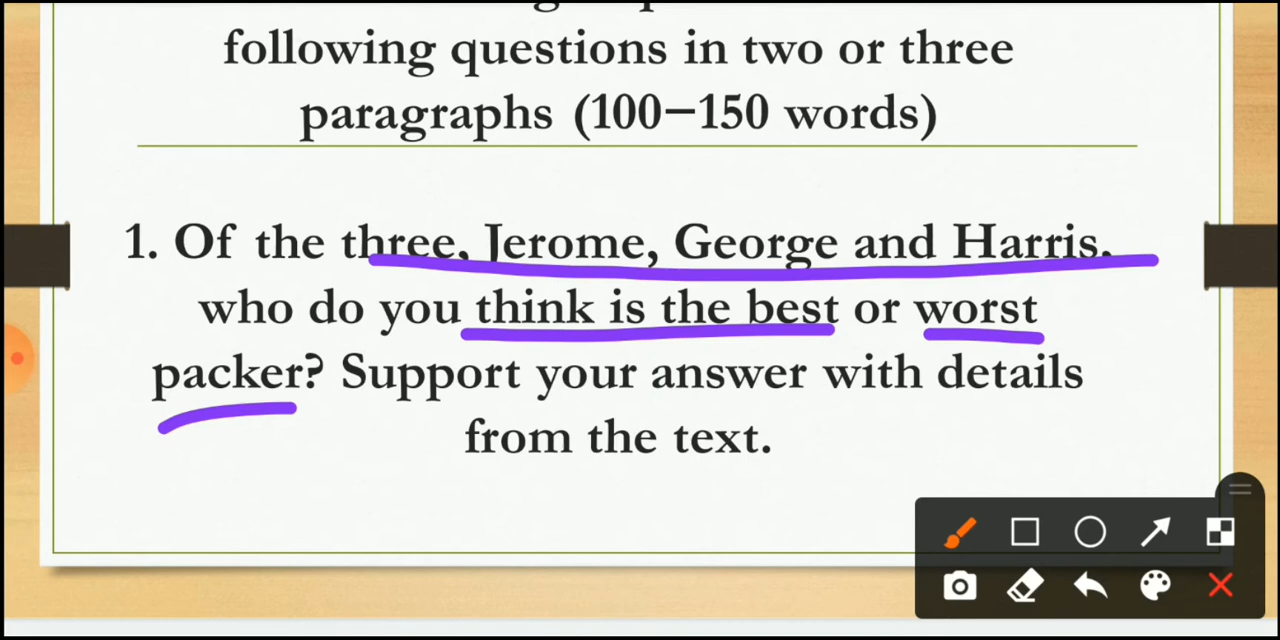 following questions in two or three
paragraphs (100–150 words)
1. Of the three, Jerome, George and Harris,
who do you think is the best or worst
packer? Support your answer with details
from the text.